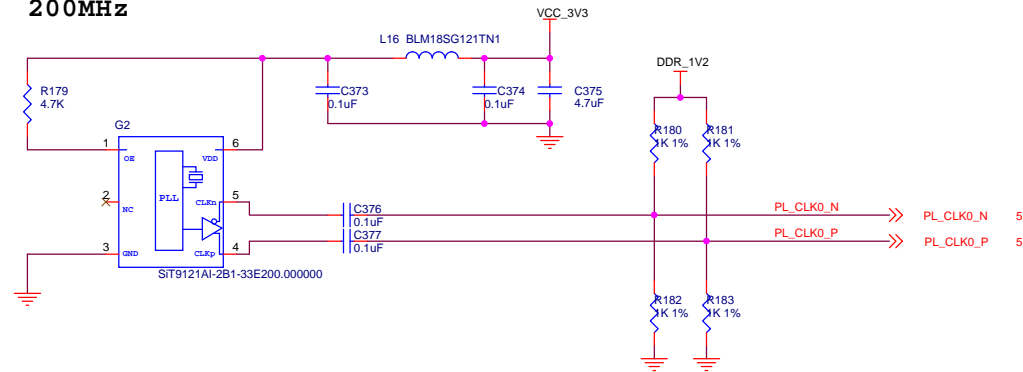 200MHz
VCC_3V3
L16 BLM18SG121TN1
DDR_1V2
R179
4.7K
C373
0.1uF
C374
0.1uF
C375
4.7uF
G2
R180
1K 1%
R181
1K 1%
1
OE
VDD
6
2
NC
PLL
CLKn
5
3
GND
CLKp
4
SiT9121AI-2B1-33E200.000000
C376
0.1uF
C377
0.1uF
PL_CLK0_N
PL_CLK0_N 5
PL_CLK0_P
PL_CLK0_P 5
R182
1K 1%
R183
1K 1%